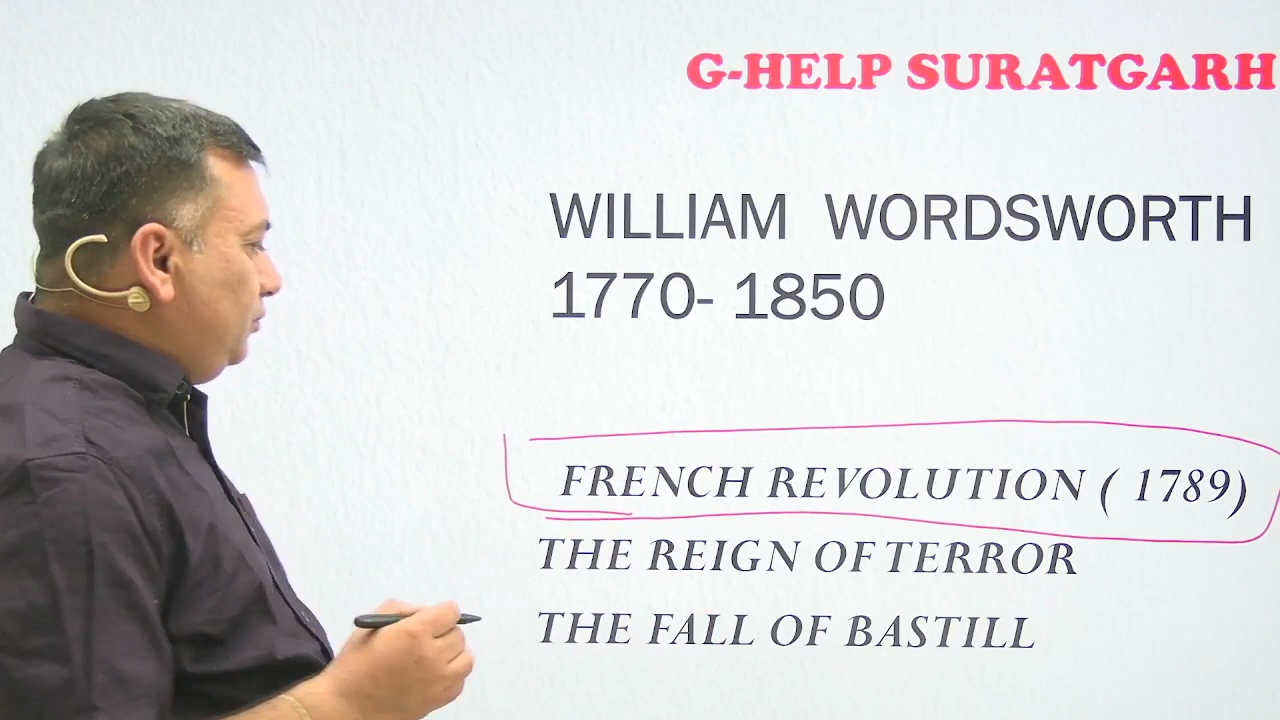 G-HELP SURATGARH
WILLIAM WORDSWORTH
1770- 1850
FRENCH REVOLUTION ( 1789)
THE REIGN OF TERROR
THE FALL OF BASTILL